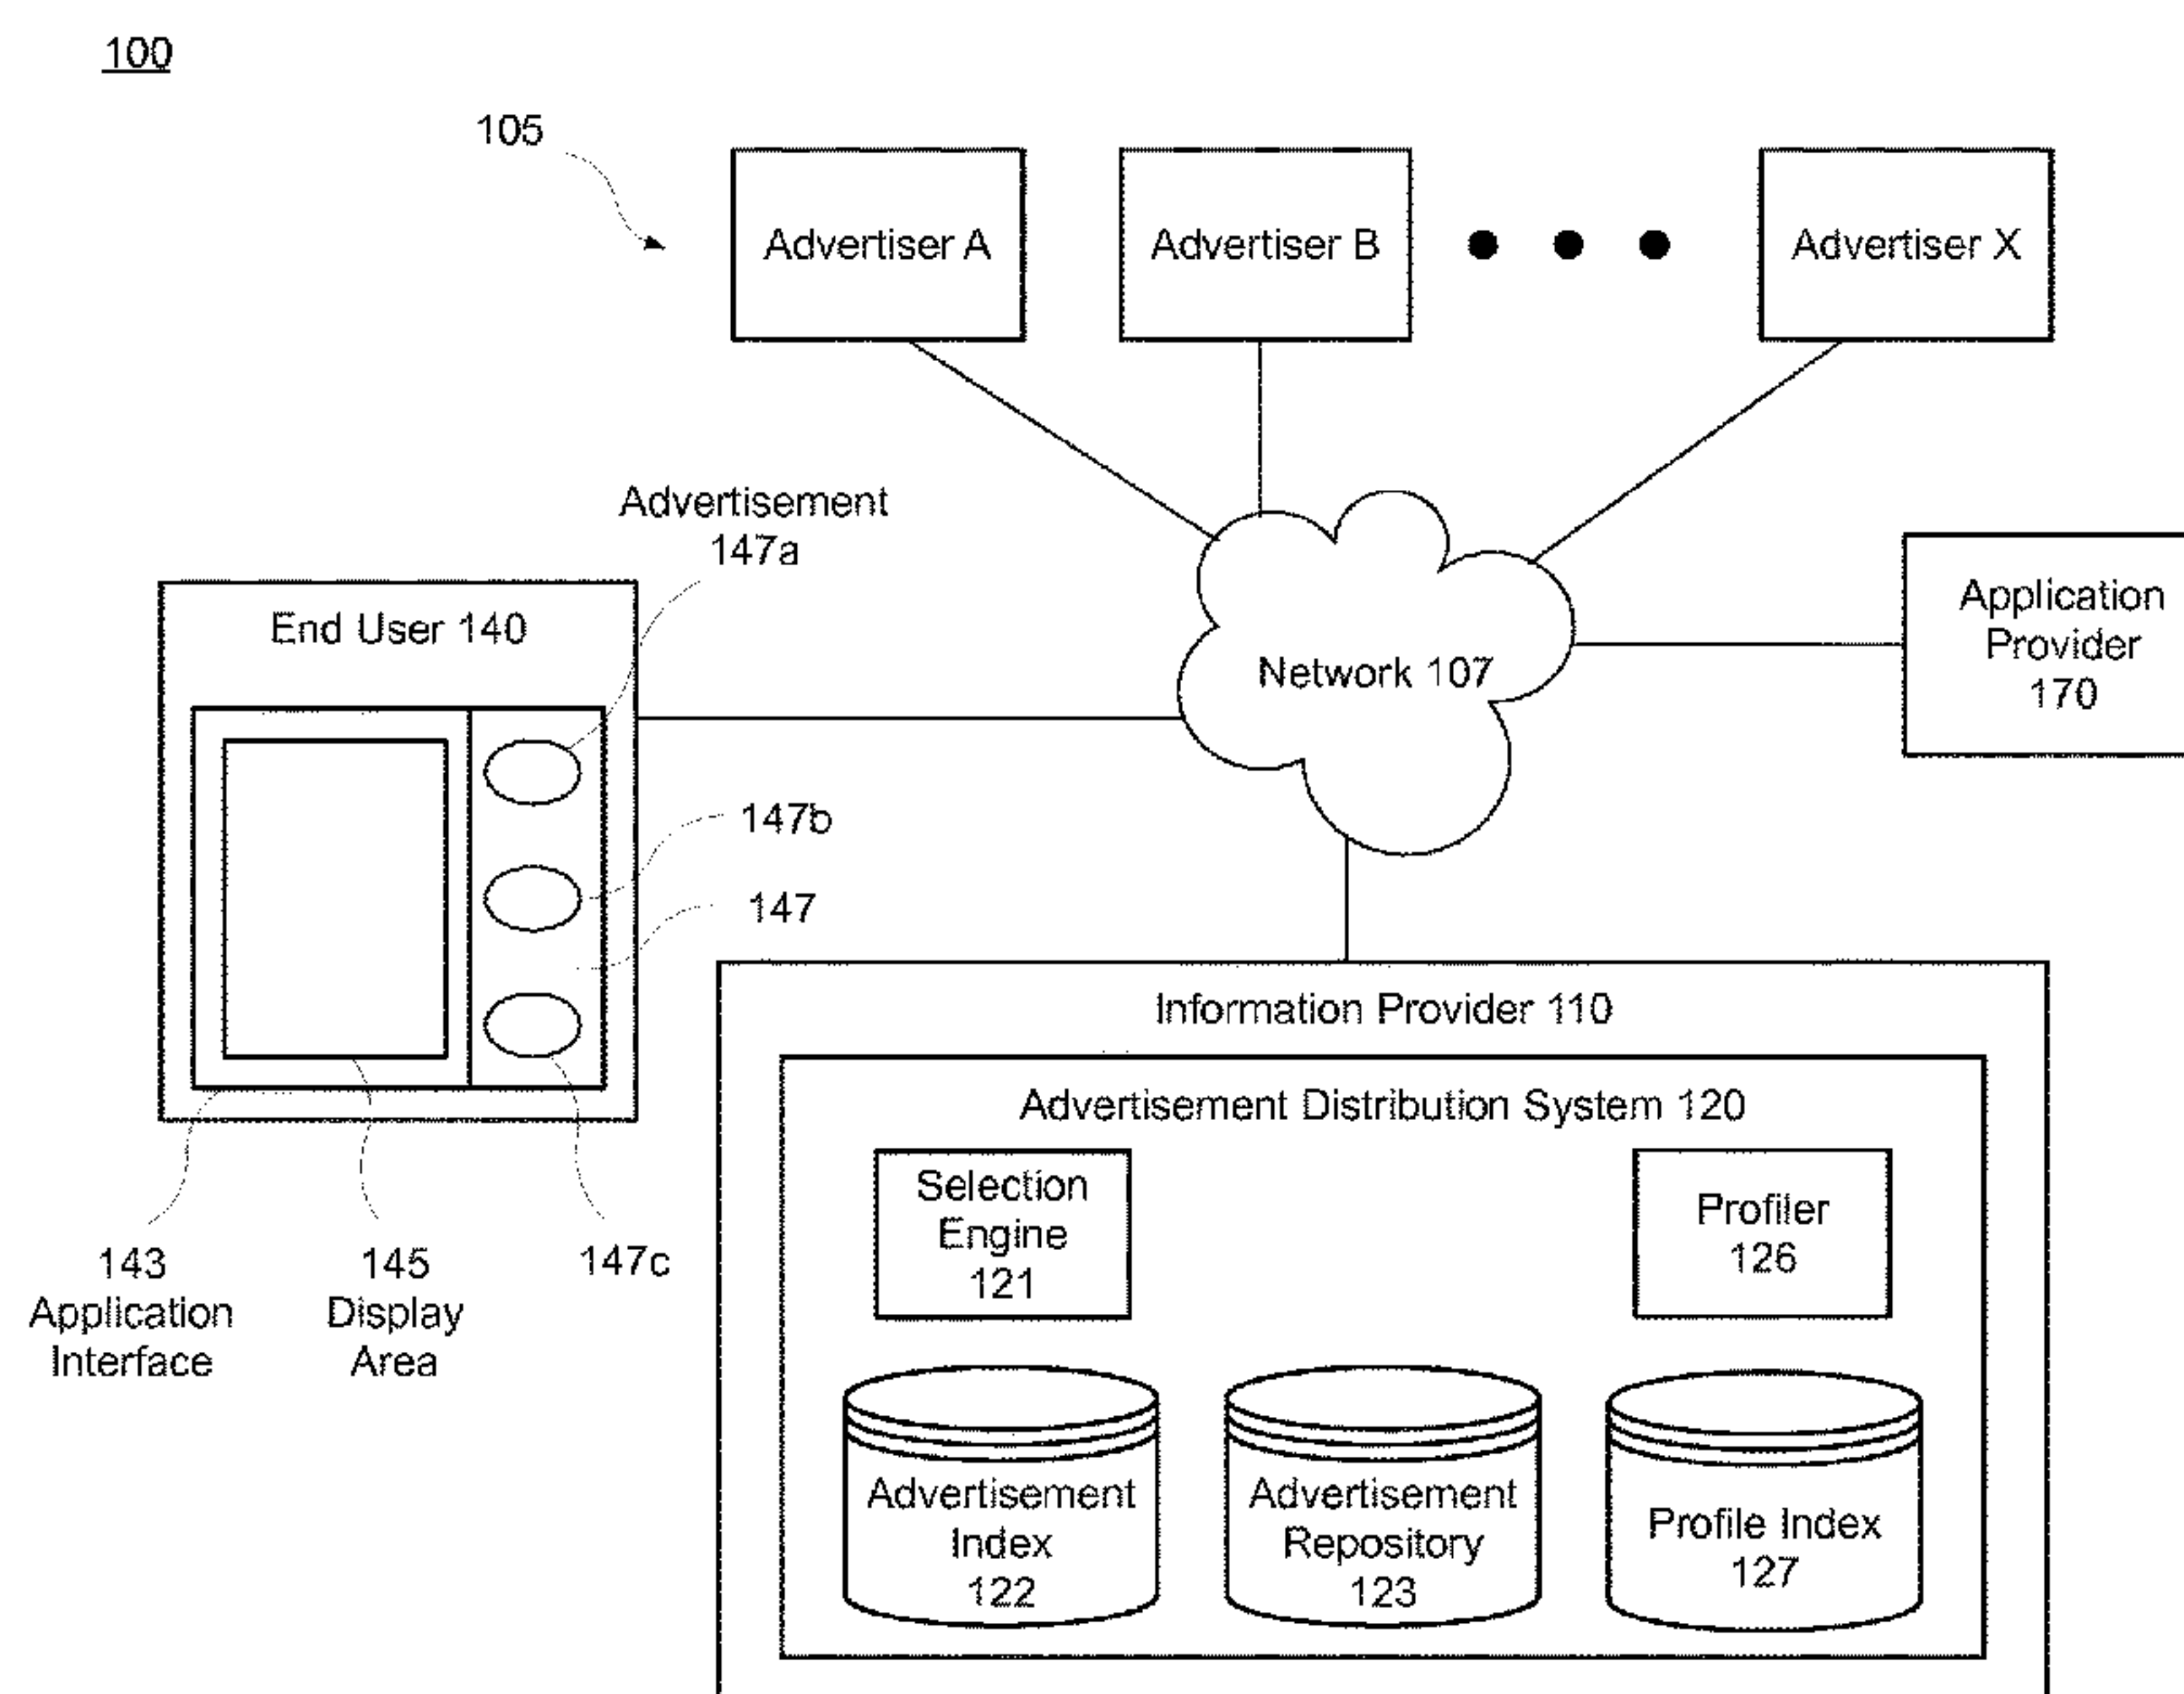 100
105
Advertiser A
Advertiser B
Advertiser X
Advertisement
147a
End User 140
Network 107
Application
Provider
170
147b
147
147c
143
Application
Interface
145
Display
Area
Information Provider 110
Advertisement Distribution System 120
Selection
Engine
121
Profiler
126
Advertisement
Index
122
Advertisement
Repository
123
Profile Index
127